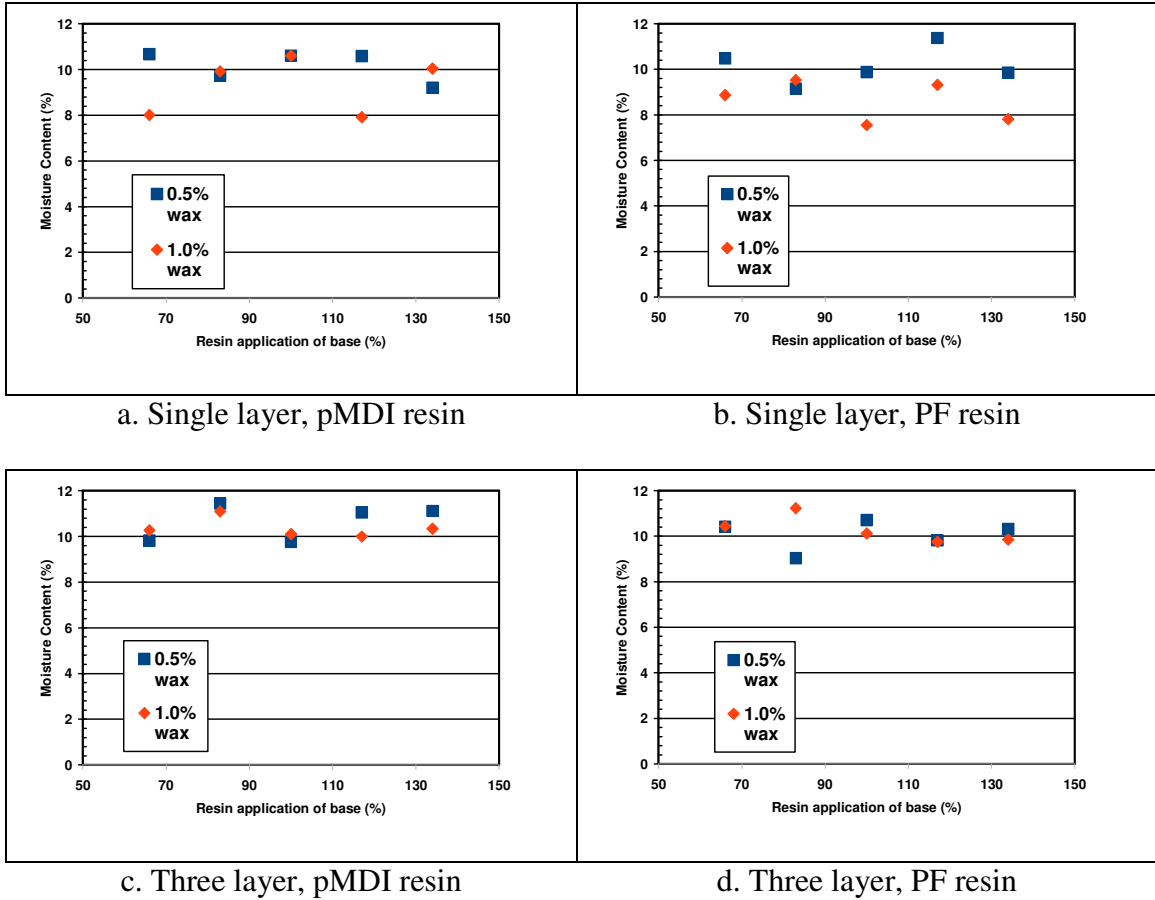 12
10
8
6
4
2
0
Moisture Content (%)
0.5%
wax
1.0%
wax
50 70 90 110 130 150
Resin application of base (%)
a. Single layer, pMDI resin
12
10
8
6
4
2
0
Moisture Content (%)
0.5%
wax
1.0%
wax
50 70 90 110 130 150
Resin application of base (%)
b. Single layer, PF resin
12
10
8
6
4
2
0
Moisture Content (%)
0.5%
wax
1.0%
wax
50 70 90 110 130 150
Resin application of base (%)
c. Three layer, pMDI resin
12
10
8
6
4
2
0
Moisture Content (%)
0.5%
wax
1.0%
wax
50 70 90 110 130 150
Resin application of base (%)
d. Three layer, PF resin